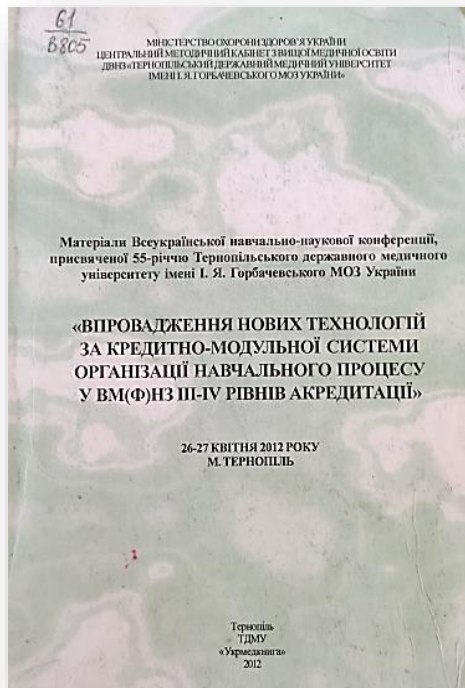 61
В805
МІНІСТЕРСТВО ОХОРОНИ ЗДОРОВ'Я УКРАЇНИ
ЦЕНТРАЛЬНИЙ МЕТОДИЧНИЙ КАБІНЕТ З ВИЩОЇ МЕДИЧНОЇ ОСВІТИ
ДВНЗ «ТЕРНОПІЛЬСЬКИЙ ДЕРЖАВНИЙ МЕДИЧНИЙ УНІВЕРСИТЕТ
ІМЕНІ І. Я. ГОРБАЧЕВСЬКОГО МОЗ УКРАЇНИ»
Матеріали Всеукраїнської навчально-наукової конференції,
присвяченої 55-річчю Тернопільського державного медичного
університету імені І. Я. Горбачевського МОЗ України
«ВПРОВАДЖЕННЯ НОВИХ ТЕХНОЛОГІЙ
ЗА КРЕДИТНО-МОДУЛЬНОЇ СИСТЕМИ
ОРГАНІЗАЦІЇ НАВЧАЛЬНОГО ПРОЦЕСУ
У ВМ(Ф)НЗ III-IV РІВНІВ АКРЕДИТАЦІЇ»
26-27 КВІТНЯ 2012 РОКУ
М. ТЕРНОПІЛЬ
Тернопіль
ТДМУ
«Укрмедкнига»
2012